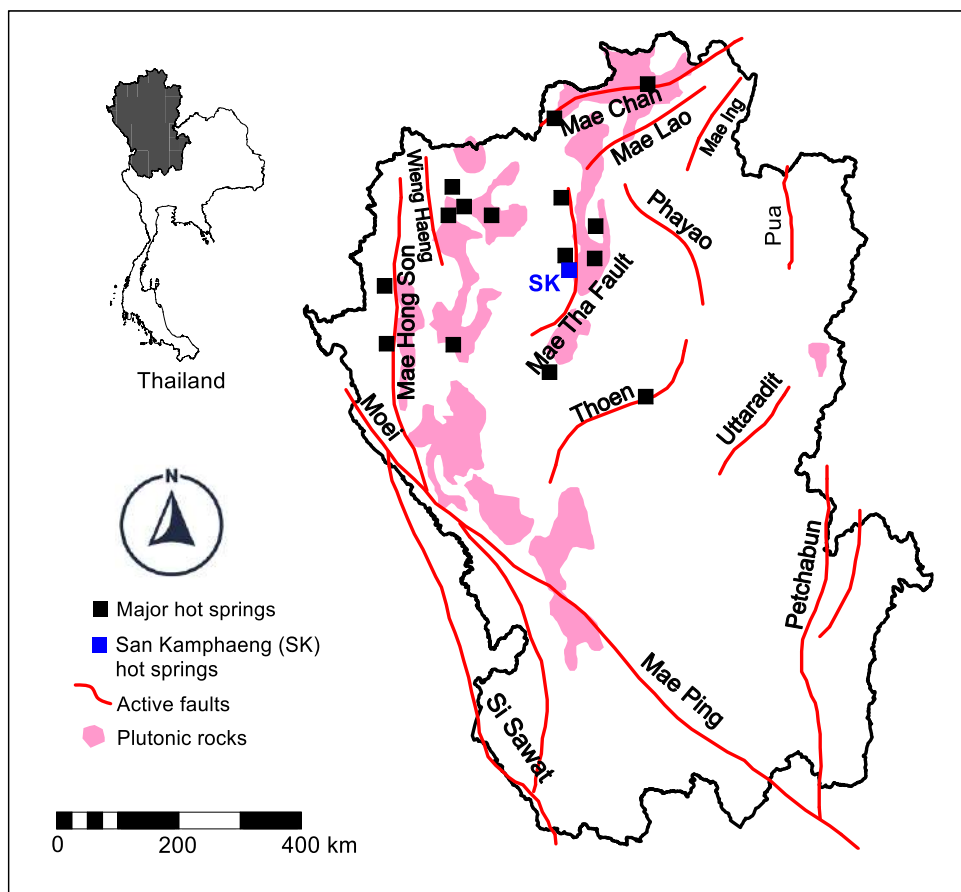 Thailand
N
Major hot springs
San Kamphaeng (SK)
hot springs
Active faults
Plutonic rocks
0
200
400 km
Mae Chan
Mae Lao
Mae Ing
Wieng Haeng
Phayao
Pua
Mae Hong Son
SK
Mae Tha Fault
Moei
Thoen
Uttaradit
Petchabun
Mae Ping
Si Sawat